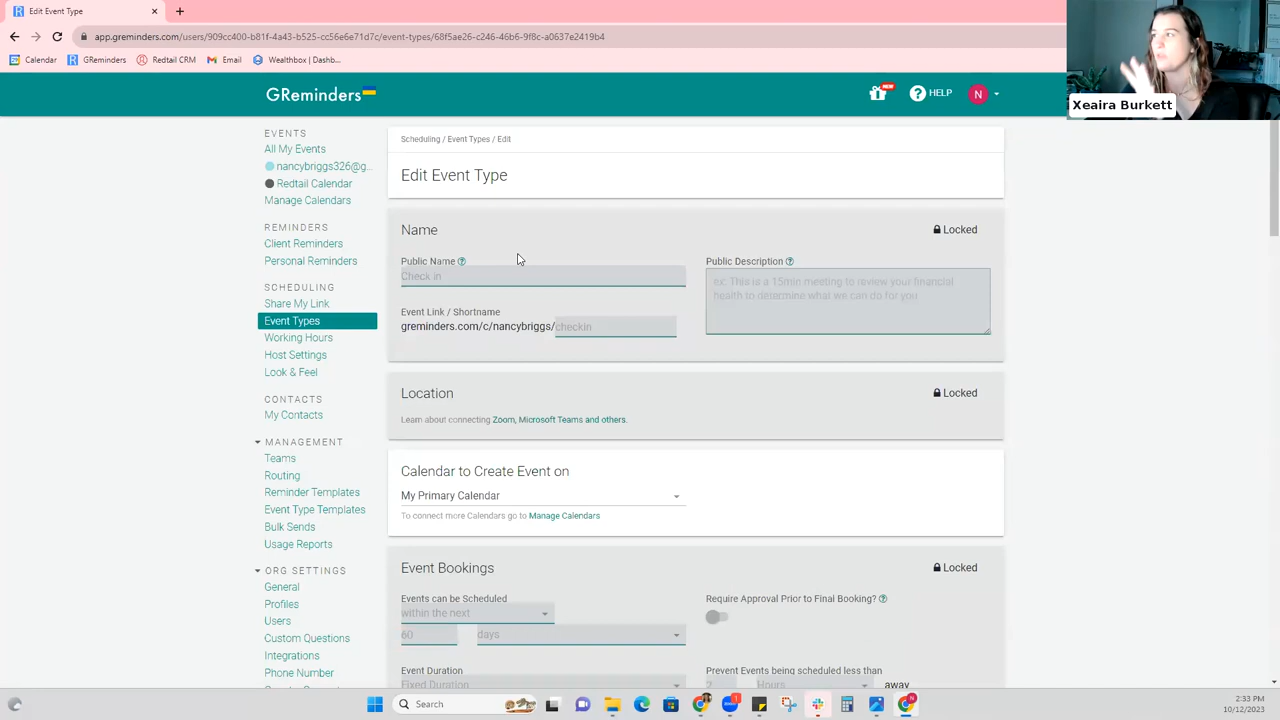 Edit Event Type
app.greminders.com/users/909cc400-b81f-4a43-b525-cc56e6e71d7c/event-types/68f5ae26-c246-46b6-9f8c-a0637e2419b4
Calendar
GReminders
Redtail CRM
Email
Wealthbox | Dashb...
Xeaira Burkett
GReminders
NEW
HELP
N
EVENTS
All My Events
nancybriggs326@g...
Redtail Calendar
Manage Calendars
REMINDERS
Client Reminders
Personal Reminders
SCHEDULING
Share My Link
Event Types
Working Hours
Host Settings
Look & Feel
CONTACTS
My Contacts
MANAGEMENT
Teams
Routing
Reminder Templates
Event Type Templates
Bulk Sends
Usage Reports
ORG SETTINGS
General
Profiles
Users
Custom Questions
Integrations
Phone Number
Scheduling / Event Types / Edit
Edit Event Type
Name
Locked
Public Name
Check in
Public Description
ex: This is a 15min meeting to review your financial
health to determine what we can do for you
Event Link / Shortname
greminders.com/c/nancybriggs/checkin
Location
Locked
Learn about connecting Zoom, Microsoft Teams and others.
Calendar to Create Event on
My Primary Calendar
To connect more Calendars go to Manage Calendars
Event Bookings
Locked
Events can be Scheduled
within the next
60 days
Require Approval Prior to Final Booking?
Event Duration
Fixed Duration
Prevent Events being scheduled less than
2 Hours away
Search
2:33 PM
10/12/2023